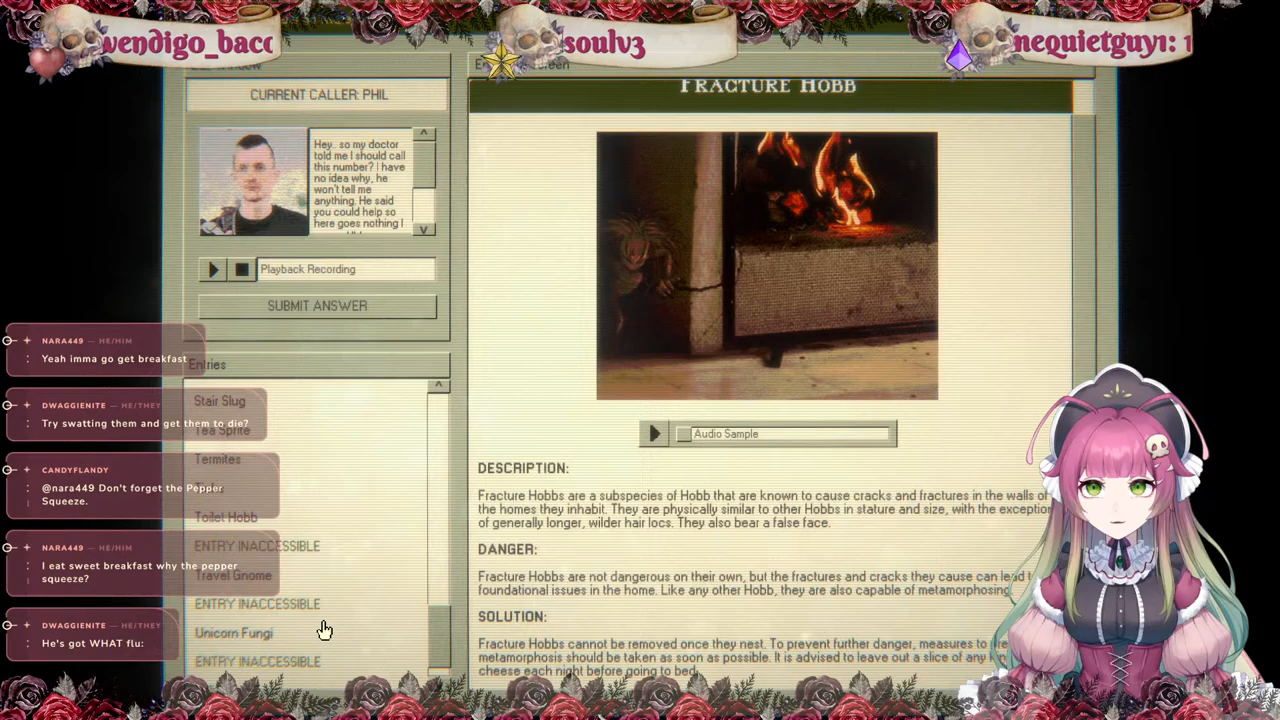 wendigo_bacc
soulv3
nequietguy1: 1
CURRENT CALLER: PHIL
Hey.. so my doctor
told me I should call
this number? I have
no idea why, he
won't tell me
anything. He said
you could help so
here goes nothing I
Playback Recording
SUBMIT ANSWER
Entries
Stair Slug
Tea Sprite
Termites
Toilet Hobb
ENTRY INACCESSIBLE
Travel Gnome
ENTRY INACCESSIBLE
Unicorn Fungi
ENTRY INACCESSIBLE
FRACTURE HOBB
Audio Sample
DESCRIPTION:
Fracture Hobbs are a subspecies of Hobb that are known to cause cracks and fractures in the walls of
the homes they inhabit. They are physically similar to other Hobbs in stature and size, with the exception
of generally longer, wilder hair locs. They also bear a false face.
DANGER:
Fracture Hobbs are not dangerous on their own, but the fractures and cracks they cause can lead t
foundational issues in the home. Like any other Hobb, they are also capable of metamorphosing
SOLUTION:
Fracture Hobbs cannot be removed once they nest. To prevent further danger, measures to pre
metamorphosis should be taken as soon as possible. It is advised to leave out a slice of any kin
cheese each night before going to bed.
NARA449 — HE/HIM
Yeah imma go get breakfast
DWAGGIENITE — HE/THEY
Try swatting them and get them to die?
CANDYFLANDY
@nara449 Don't forget the Pepper
Squeeze.
NARA449 — HE/HIM
I eat sweet breakfast why the pepper
squeeze?
DWAGGIENITE — HE/THEY
He's got WHAT flu: